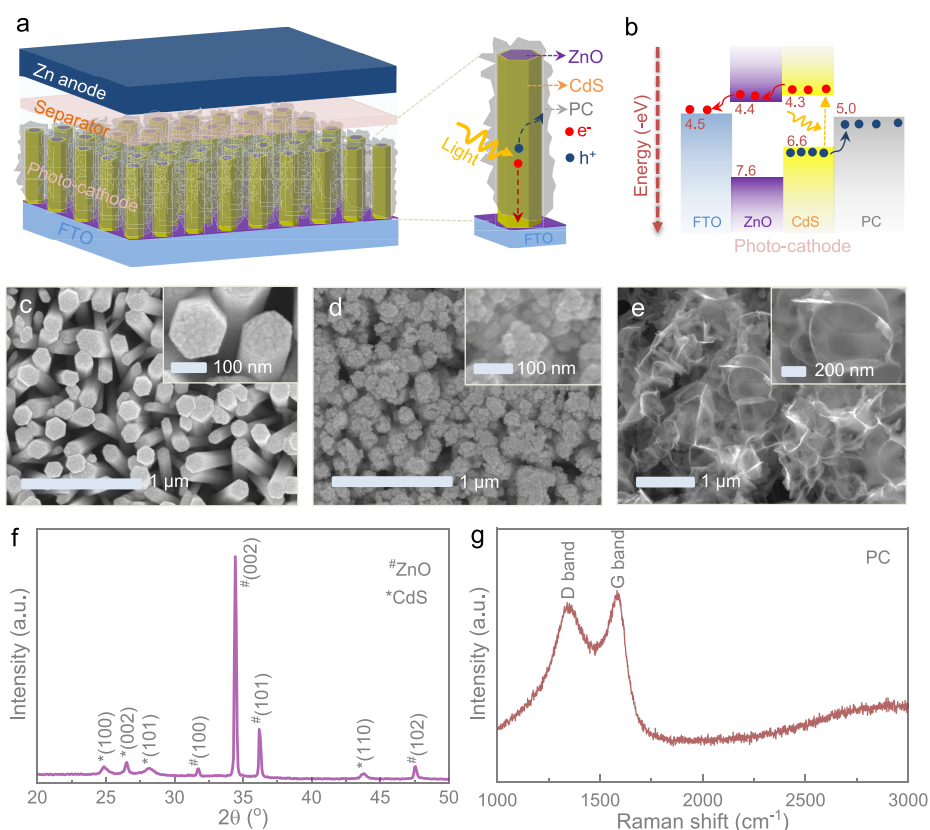 a
Zn anode
Separator
Photo-cathode
FTO
ZnO
CdS
PC
e-
h+
Light
FTO
b
Energy (-eV)
4.5
4.4
4.3
5.0
6.6
7.6
FTO
ZnO
CdS
PC
Photo-cathode
c
100 nm
1 µm
d
100 nm
1 µm
e
200 nm
1 µm
f
Intensity (a.u.)
*(100)
*(002)
*(101)
#(100)
#(002)
#(101)
*(110)
#(102)
#ZnO
*CdS
20 25 30 35 40 45 50
2θ (o)
g
Intensity (a.u.)
D band
G band
PC
1000 1500 2000 2500 3000
Raman shift (cm-1)